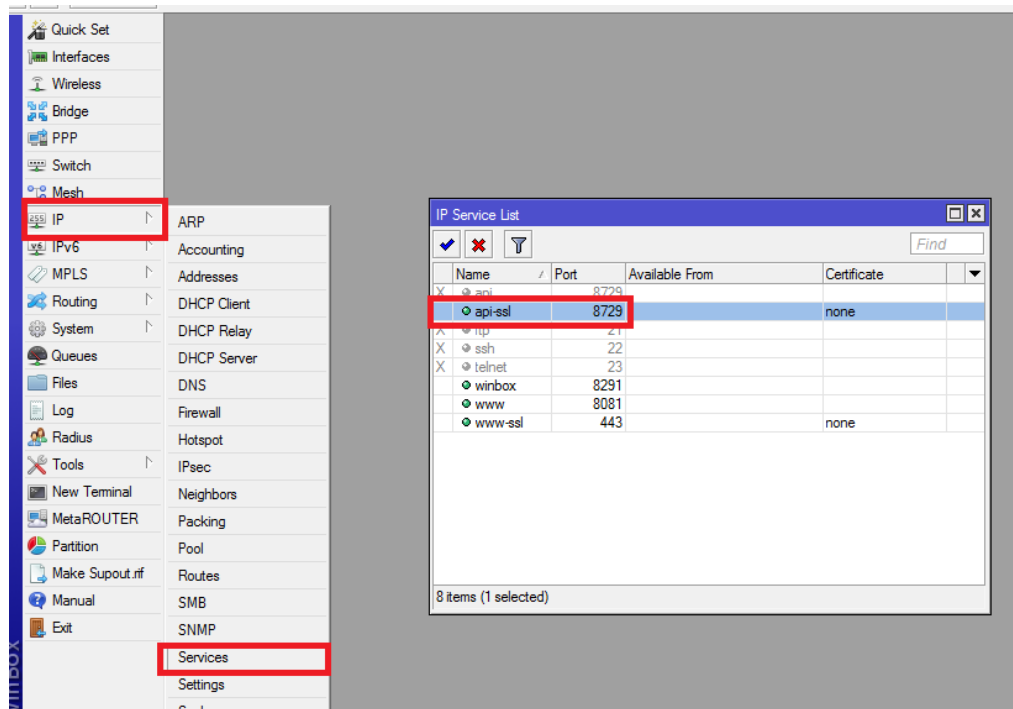 Quick Set
Interfaces
Wireless
Bridge
PPP
Switch
Mesh
IP
IPv6
MPLS
Routing
System
Queues
Files
Log
Radius
Tools
New Terminal
MetaROUTER
Partition
Make Supout.rif
Manual
Exit
ARP
Accounting
Addresses
DHCP Client
DHCP Relay
DHCP Server
DNS
Firewall
Hotspot
IPsec
Neighbors
Packing
Pool
Routes
SMB
SNMP
Services
Settings
IP Service List
Find
Name Port Available From Certificate
X api 8729
api-ssl 8729 none
X ftp 21
X ssh 22
X telnet 23
winbox 8291
www 8081
www-ssl 443 none
8 items (1 selected)